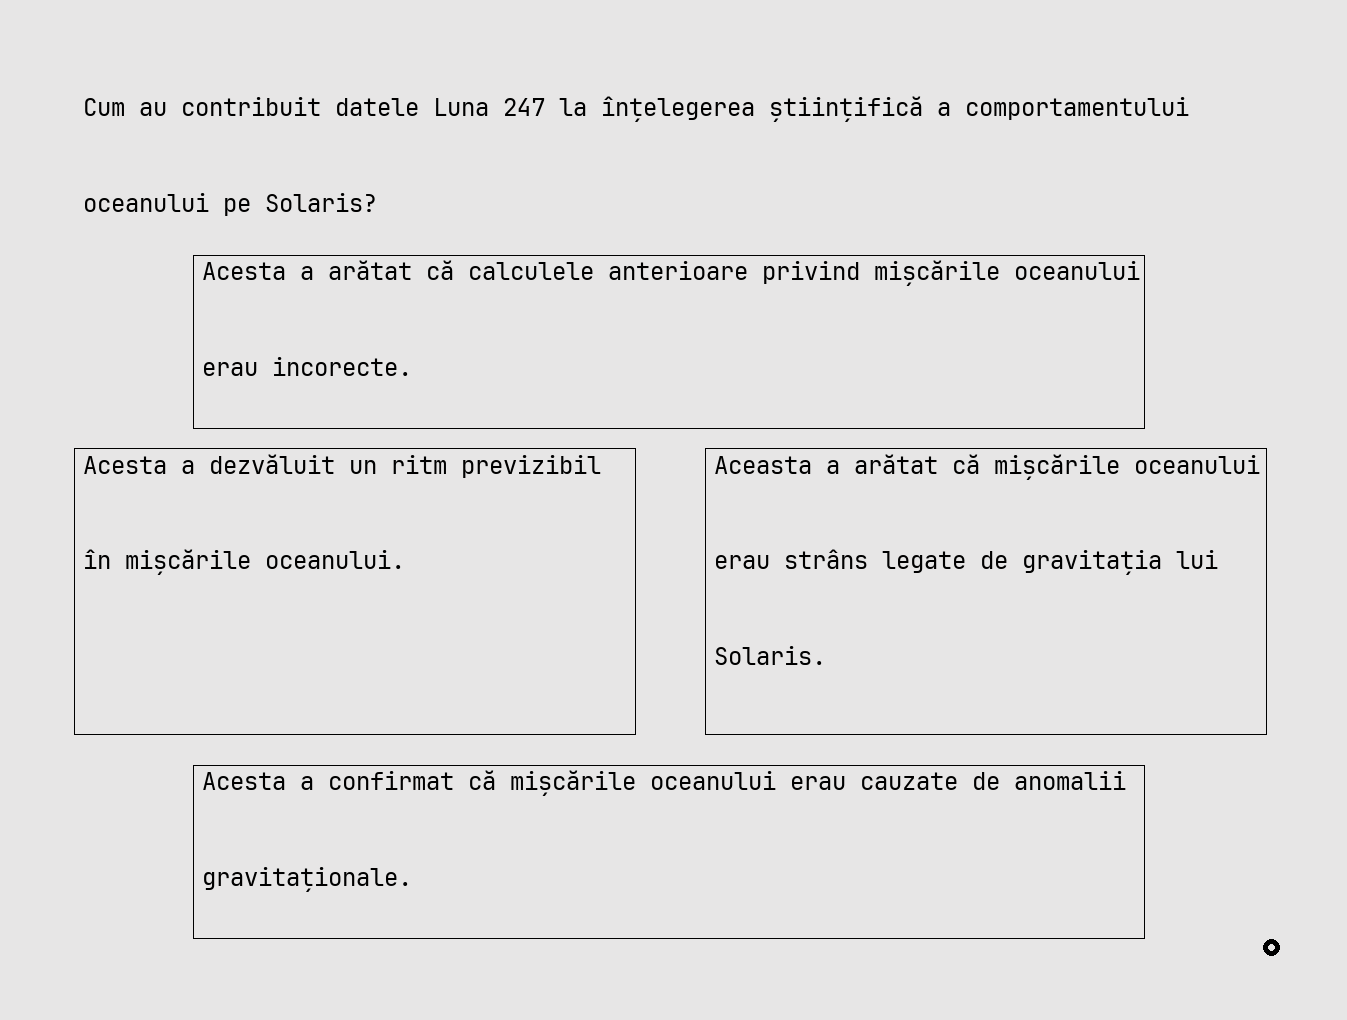 Cum au contribuit datele Luna 247 la înțelegerea științifică a comportamentului
oceanului pe Solaris?
Acesta a arătat că calculele anterioare privind mișcările oceanului
erau incorecte.
Acesta a dezvăluit un ritm previzibil
în mișcările oceanului.
Aceasta a arătat că mișcările oceanului
erau strâns legate de gravitația lui
Solaris.
Acesta a confirmat că mișcările oceanului erau cauzate de anomalii
gravitaționale.